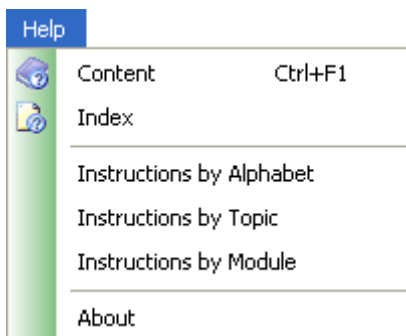 Help
Content Ctrl+F1
Index
Instructions by Alphabet
Instructions by Topic
Instructions by Module
About